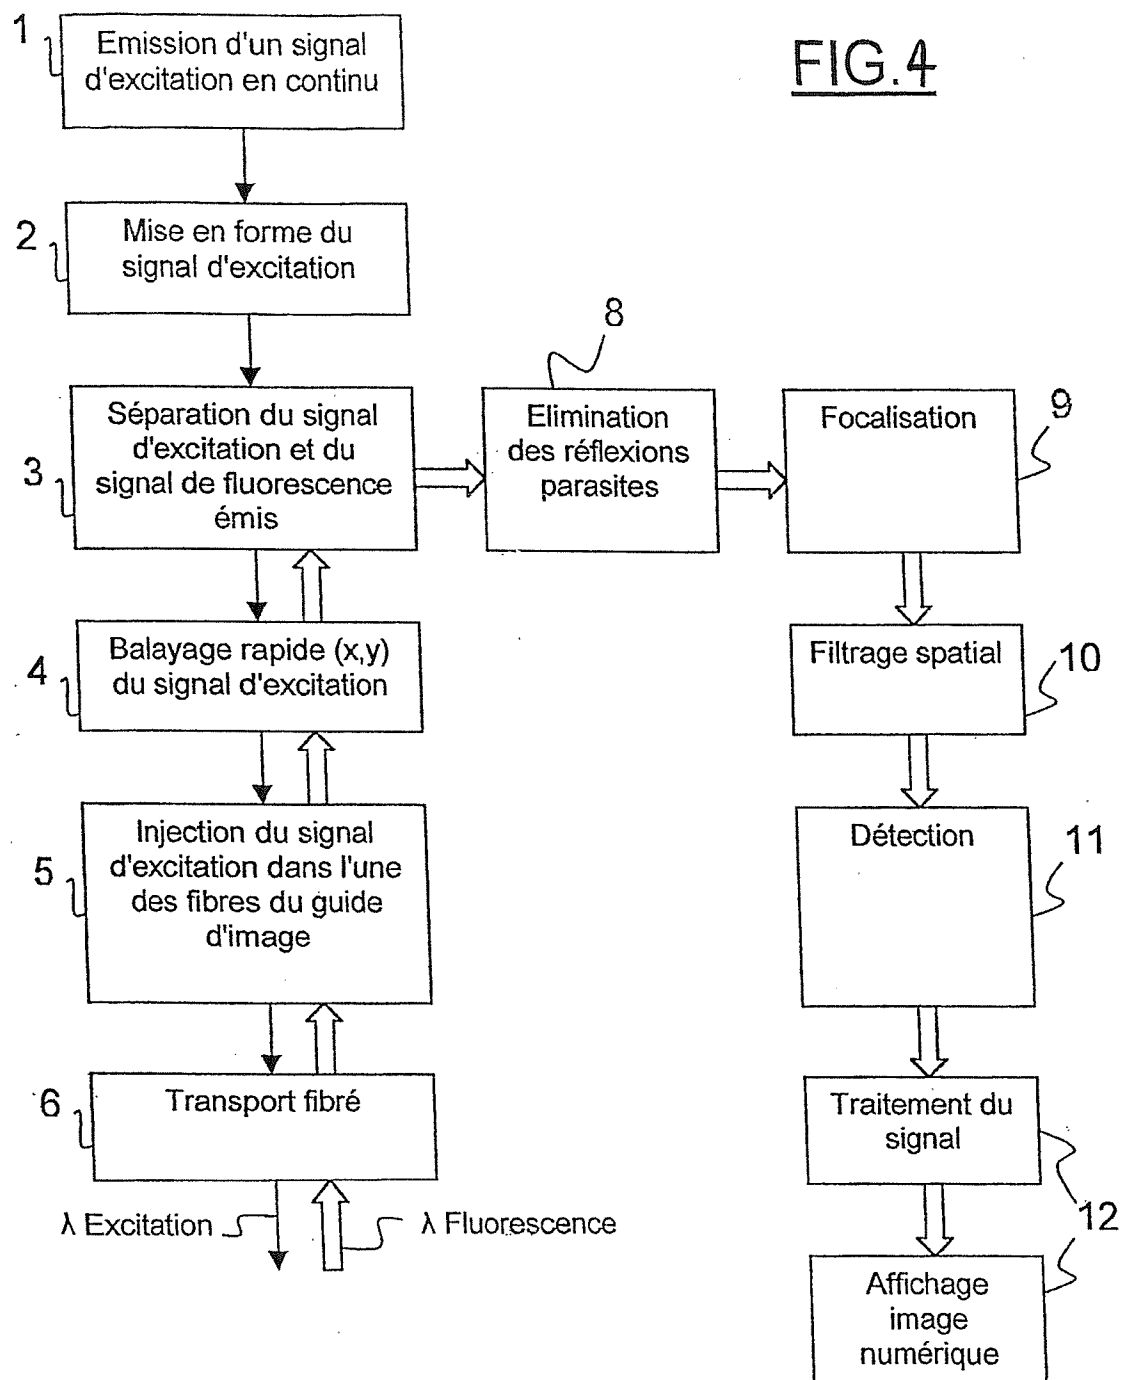 FIG.4
1
Emission d'un signal
d'excitation en continu
2
Mise en forme du
signal d'excitation
3
Séparation du signal
d'excitation et du
signal de fluorescence
émis
8
Elimination
des réflexions
parasites
Focalisation
9
4
Balayage rapide (x,y)
du signal d'excitation
Filtrage spatial
10
5
Injection du signal
d'excitation dans l'une
des fibres du guide
d'image
Détection
11
6
Transport fibré
λ Excitation
λ Fluorescence
Traitement du
signal
12
Affichage
image
numérique